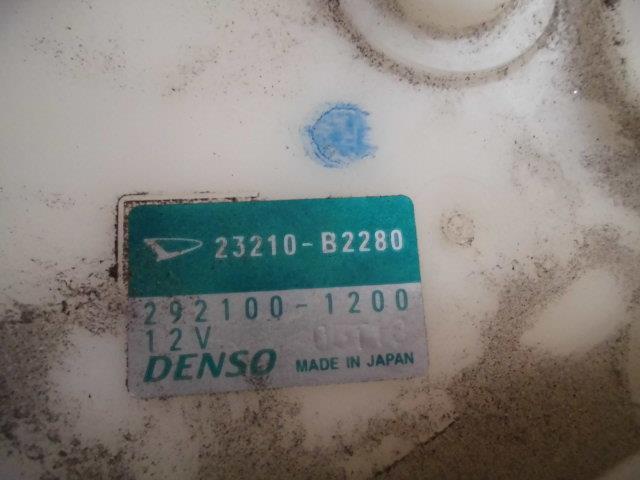 23210-B2280
292100-1200
12V
DENSO MADE IN JAPAN